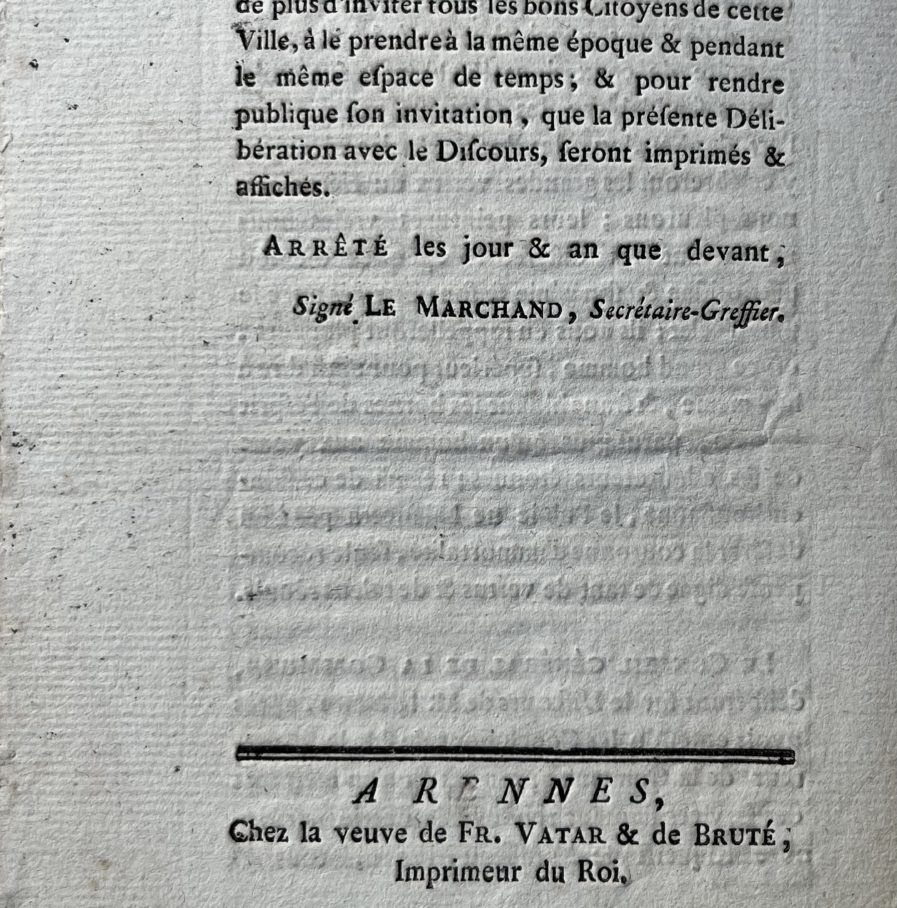 de plus d'inviter tous les bons Citoyens de cette
Ville, à le prendre à la même époque & pendant
le même eſpace de temps; & pour rendre
publique ſon invitation, que la préſente Déli-
bération avec le Diſcours, ſeront imprimés &
affichés.
ARRÊTÉ les jour & an que devant;
Signé LE MARCHAND, Secrétaire-Greffier.
A RENNES,
Chez la veuve de FR. VATAR & de BRUTÉ;
Imprimeur du Roi.